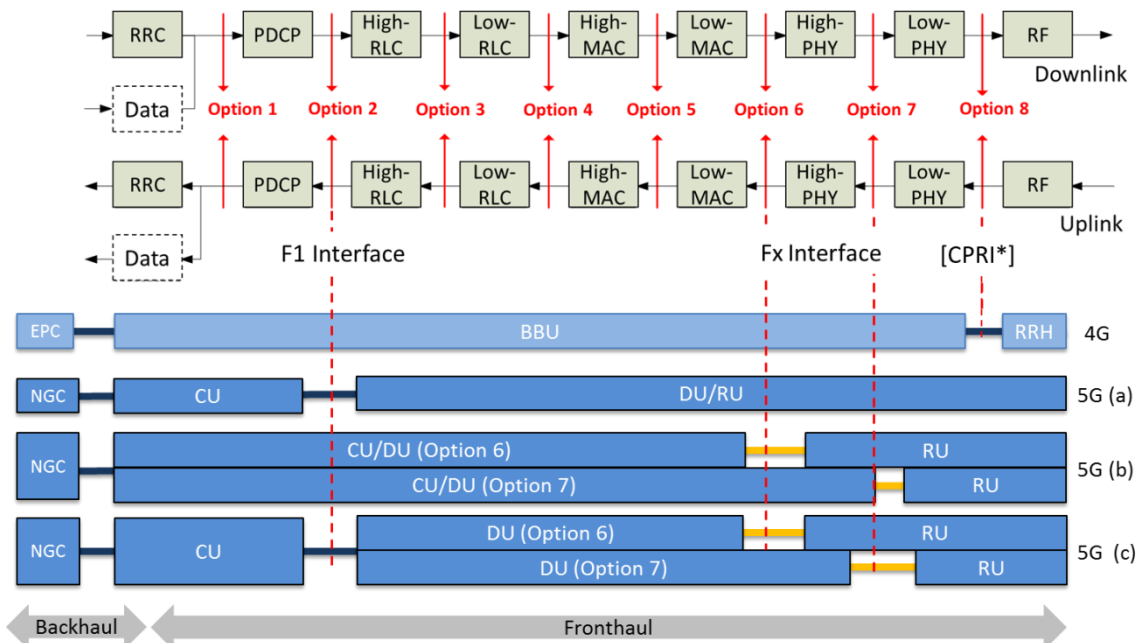 RRC
PDCP
High-
RLC
Low-
RLC
High-
MAC
Low-
MAC
High-
PHY
Low-
PHY
RF
Downlink
Data
Option 1
Option 2
Option 3
Option 4
Option 5
Option 6
Option 7
Option 8
RRC
PDCP
High-
RLC
Low-
RLC
High-
MAC
Low-
MAC
High-
PHY
Low-
PHY
RF
Uplink
Data
F1 Interface
Fx Interface
[CPRI*]
EPC
BBU
RRH
4G
NGC
CU
DU/RU
5G (a)
NGC
CU/DU (Option 6)
RU
CU/DU (Option 7)
RU
5G (b)
NGC
CU
DU (Option 6)
RU
DU (Option 7)
RU
5G (c)
Backhaul
Fronthaul